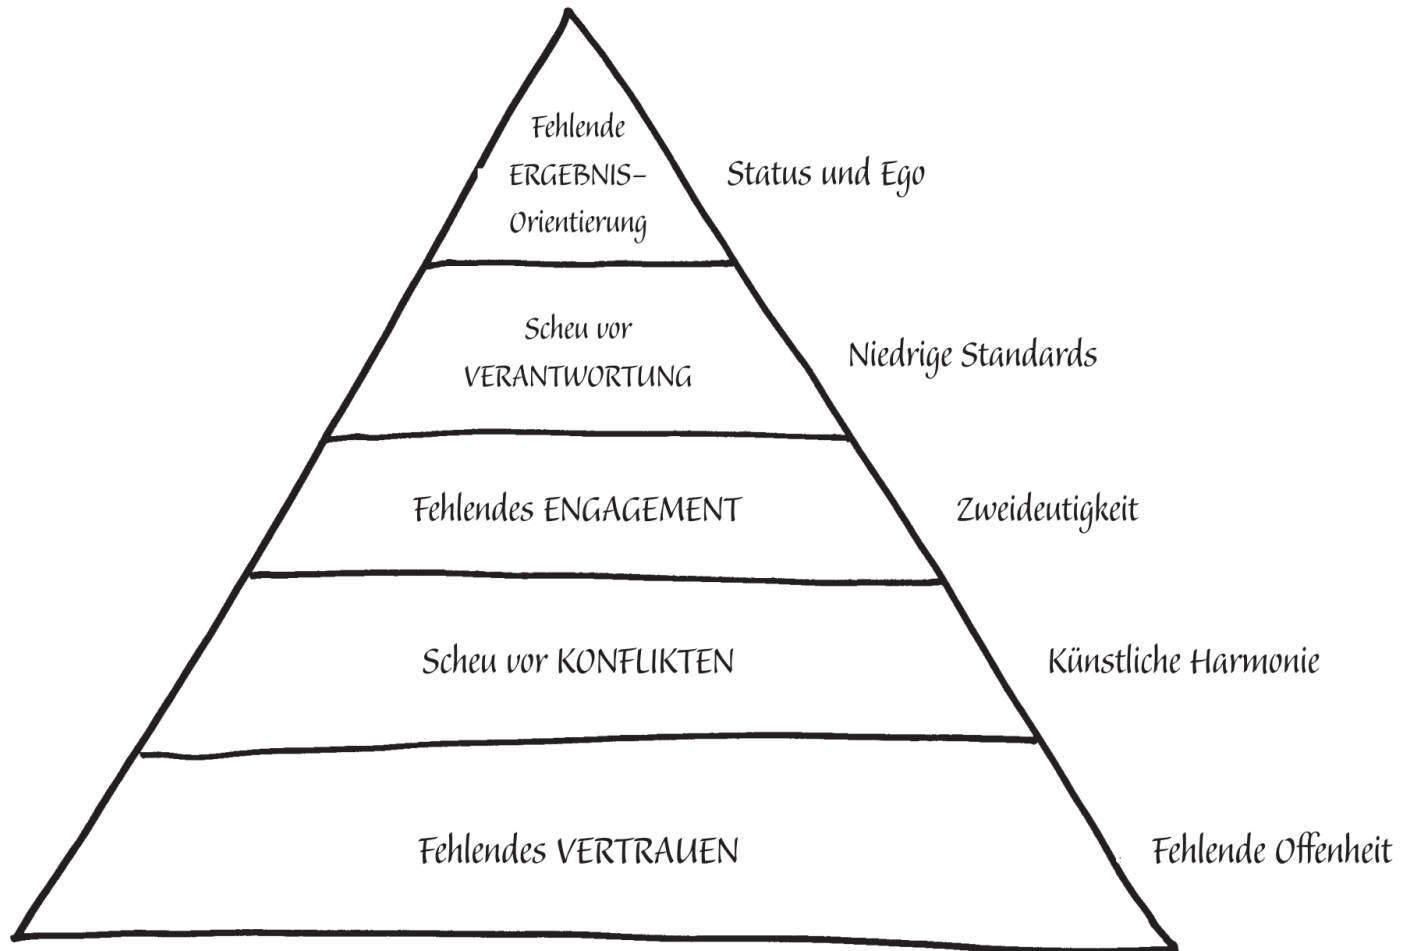 Fehlende
ERGEBNIS-
Orientierung
Status und Ego
Scheu vor
VERANTWORTUNG
Niedrige Standards
Fehlendes ENGAGEMENT
Zweideutigkeit
Scheu vor KONFLIKTEN
Künstliche Harmonie
Fehlendes VERTRAUEN
Fehlende Offenheit